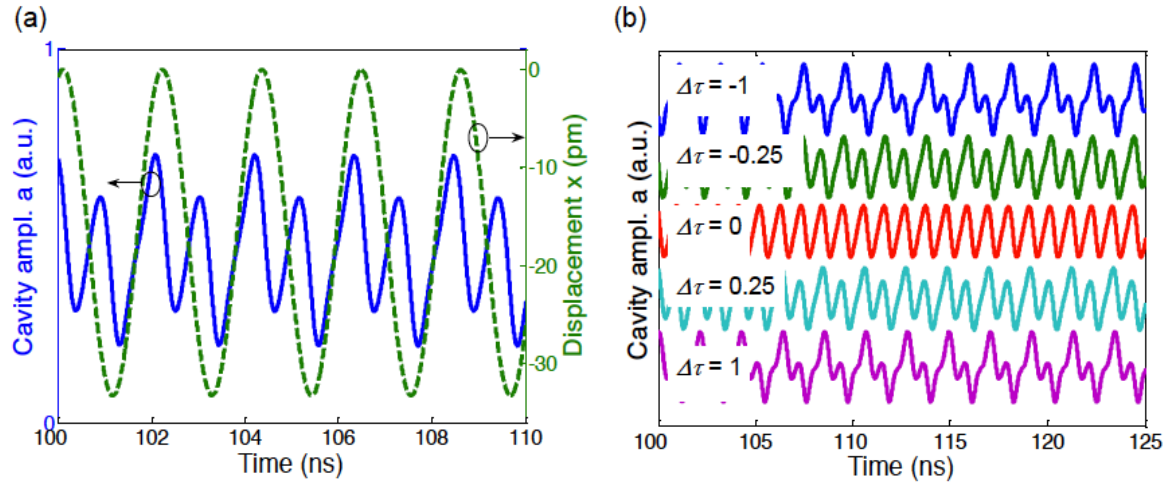 (a)
1
0
Cavity ampl. a (a.u.)
0
-10
-20
-30
Displacement x (pm)
100 102 104 106 108 110
Time (ns)
(b)
Cavity ampl. a (a.u.)
Δτ = -1
Δτ = -0.25
Δτ = 0
Δτ = 0.25
Δτ = 1
100 105 110 115 120 125
Time (ns)